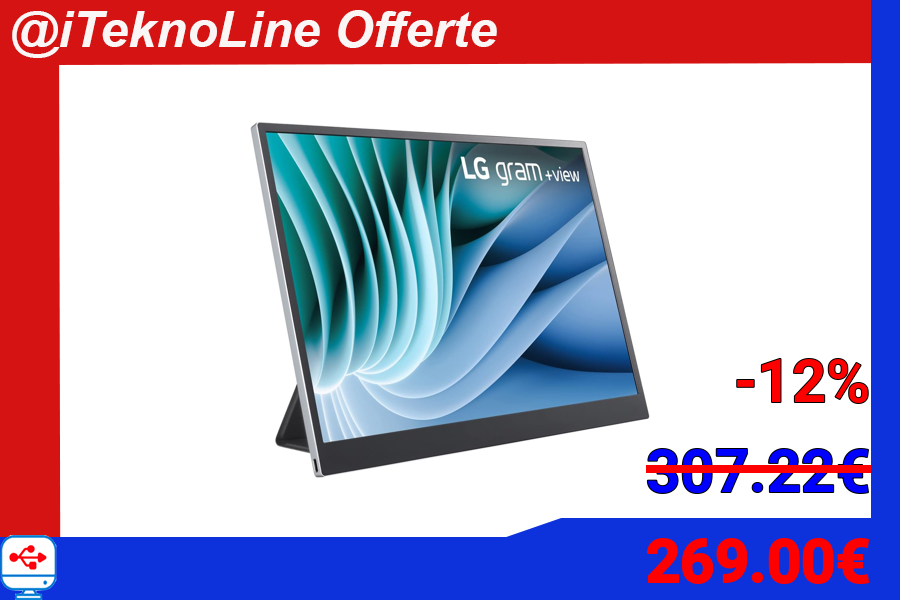 @iTeknoLine Offerte
LG gram +view
-12%
307.22€
269.00€